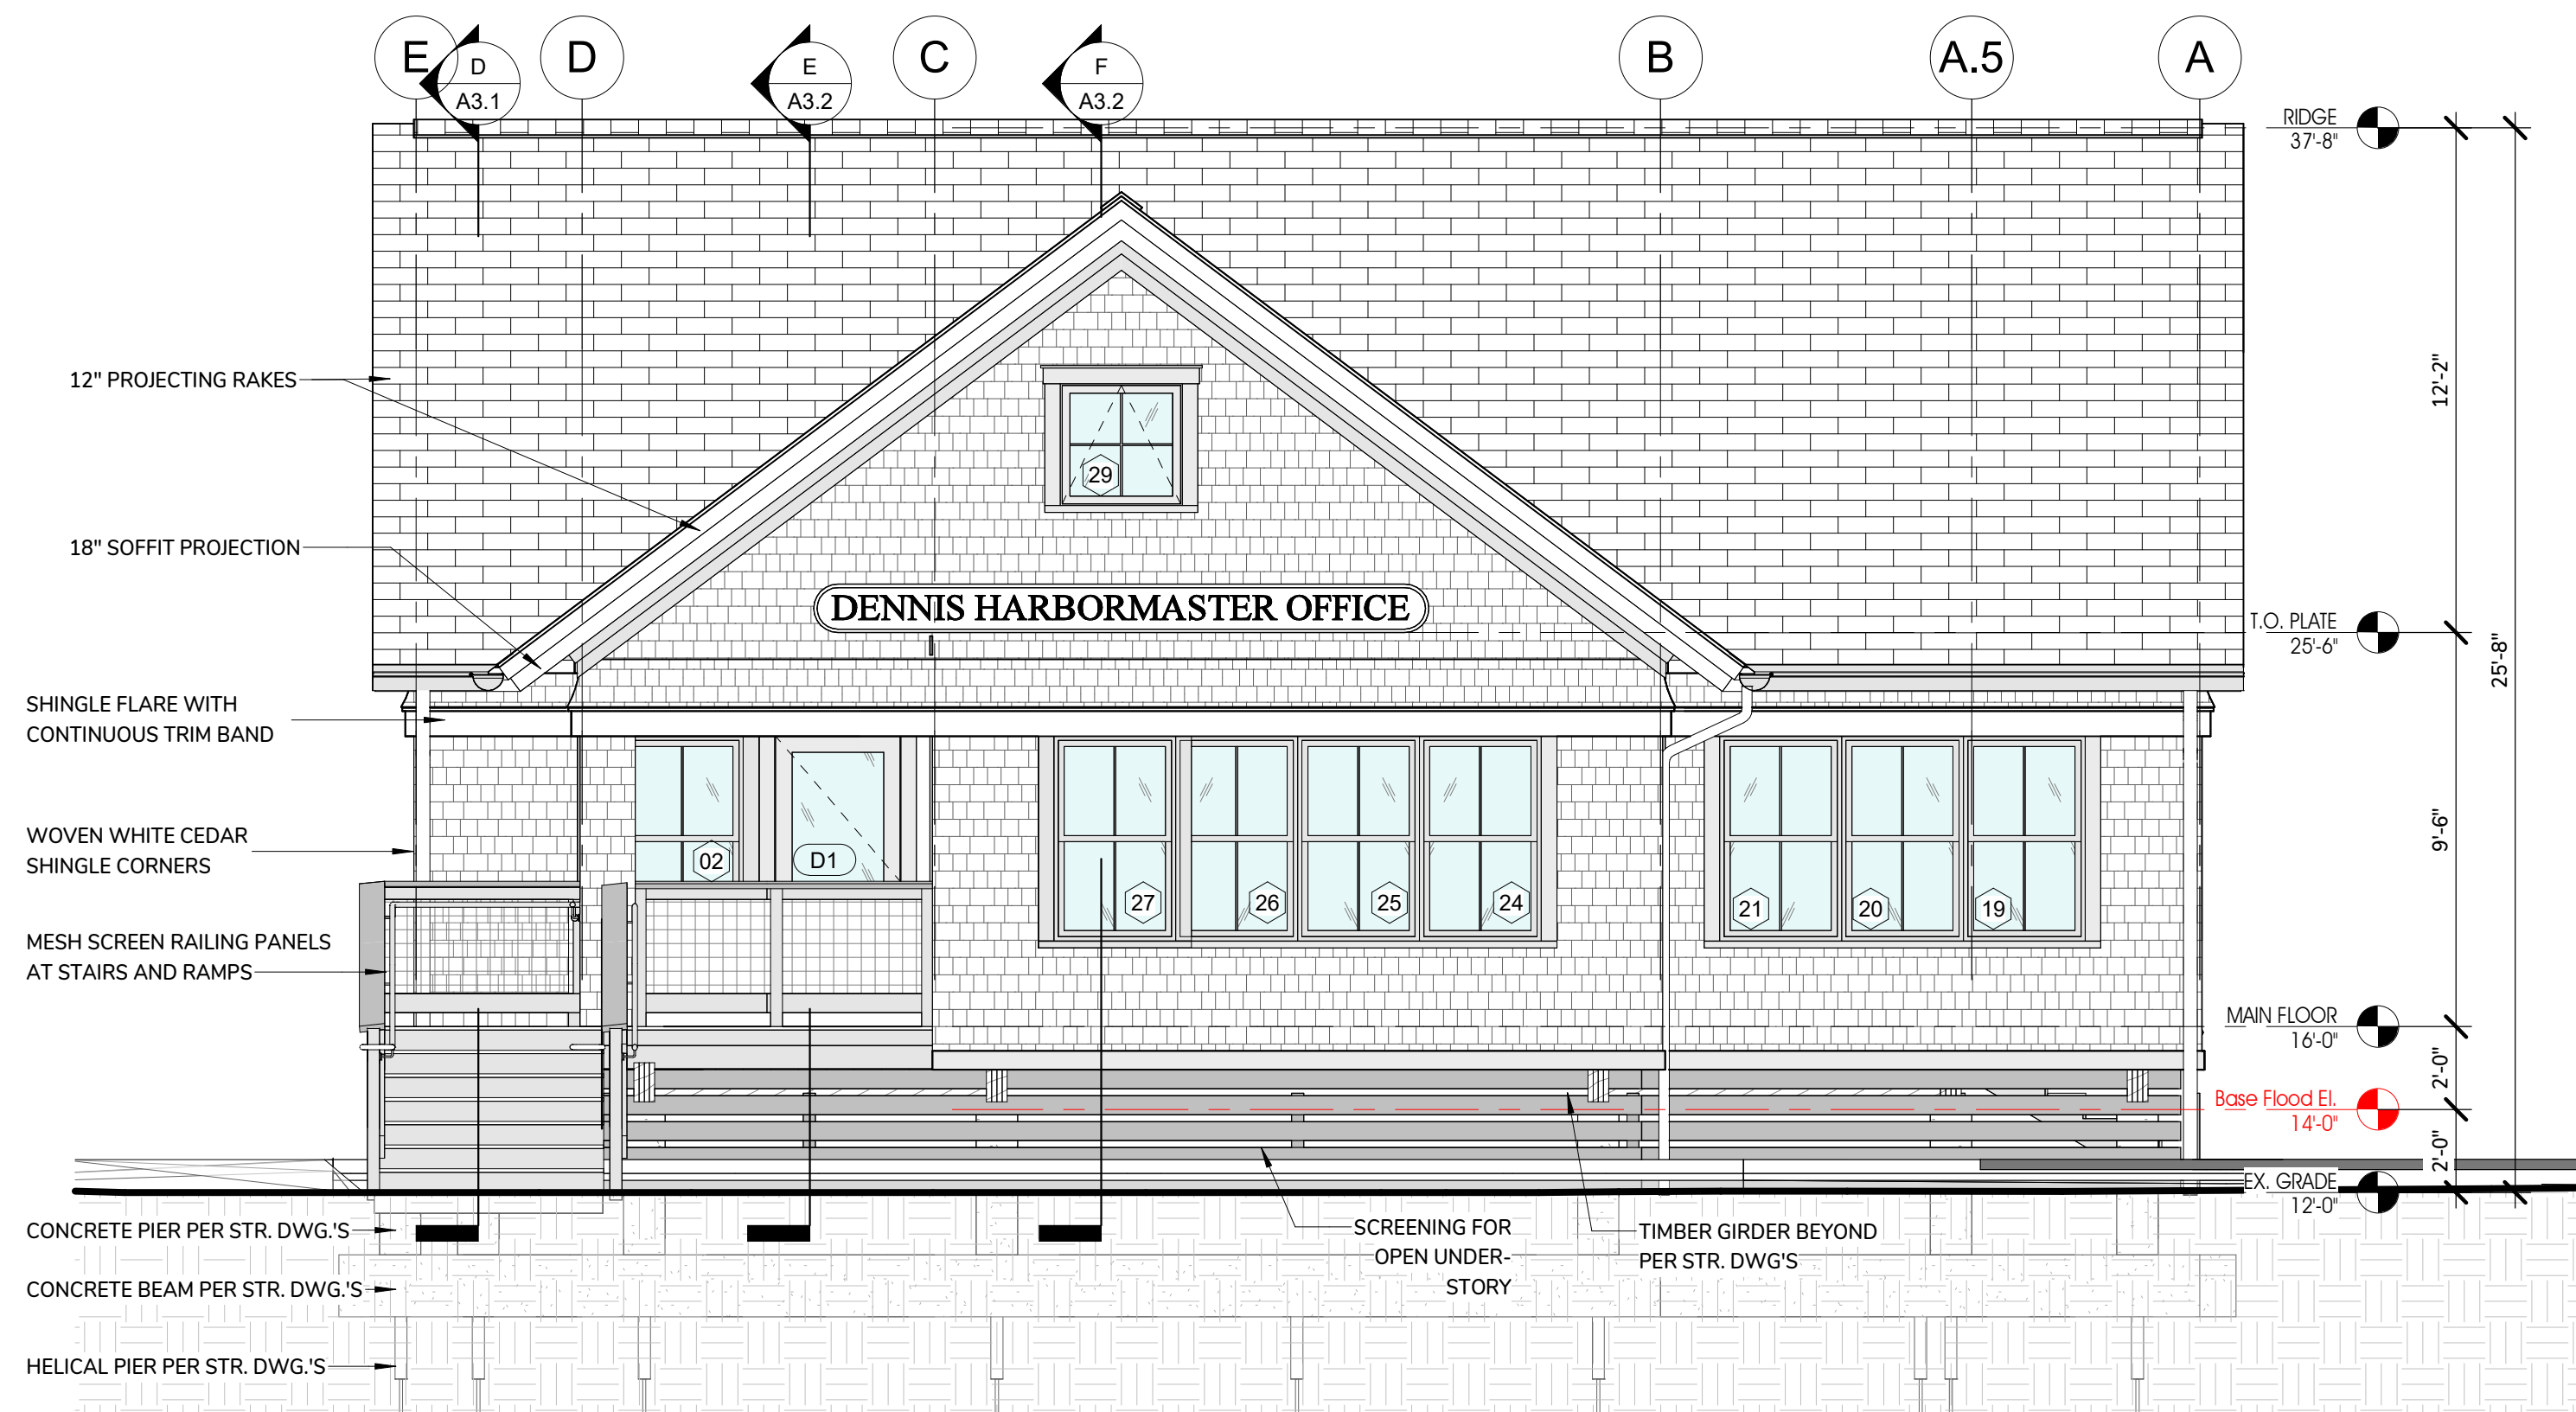 E
D
C
B
A.5
A
D
A3.1
E
A3.2
F
A3.2
RIDGE
37'-8"
12'-2"
12" PROJECTING RAKES
29
18" SOFFIT PROJECTION
DENNIS HARBORMASTER OFFICE
T.O. PLATE
25'-6"
25'-8"
SHINGLE FLARE WITH
CONTINUOUS TRIM BAND
WOVEN WHITE CEDAR
SHINGLE CORNERS
02
D1
27
26
25
24
21
20
19
9'-6"
MESH SCREEN RAILING PANELS
AT STAIRS AND RAMPS
MAIN FLOOR
16'-0"
2'-0"
Base Flood El.
14'-0"
2'-0"
EX. GRADE
12'-0"
CONCRETE PIER PER STR. DWG.'S
SCREENING FOR
OPEN UNDER-
STORY
TIMBER GIRDER BEYOND
PER STR. DWG'S
CONCRETE BEAM PER STR. DWG.'S
HELICAL PIER PER STR. DWG.'S